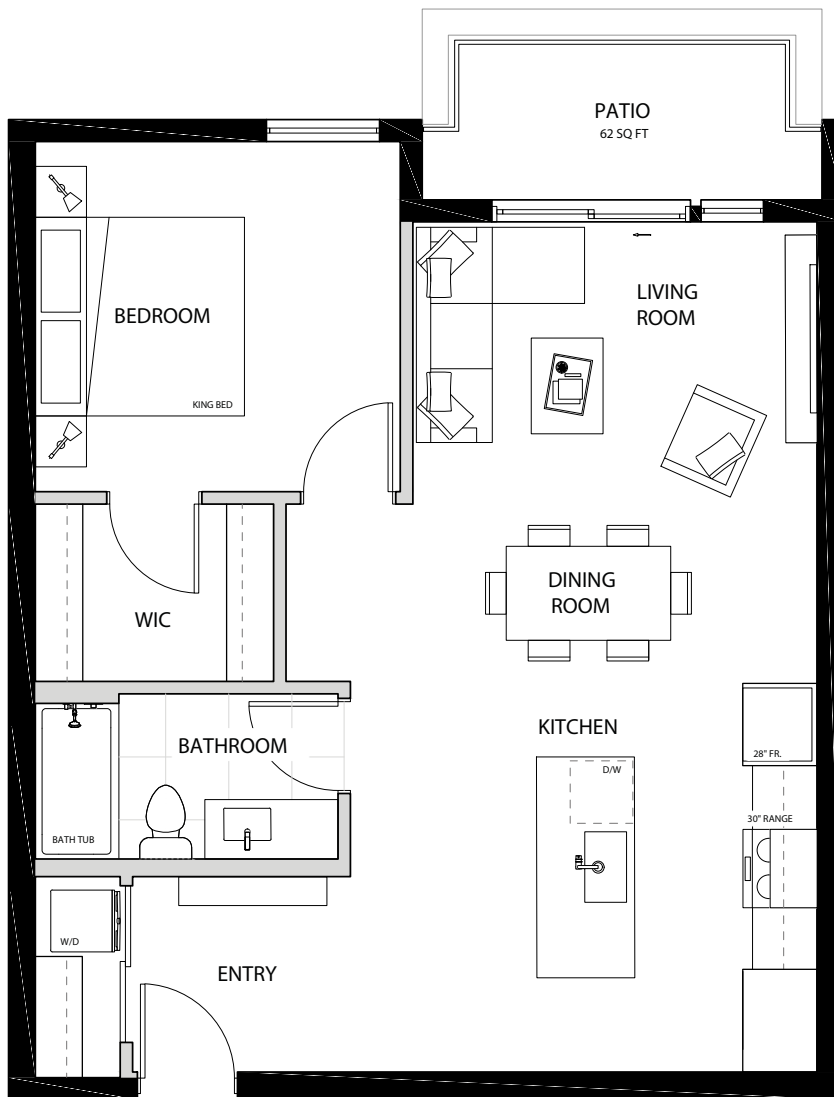 PATIO
62 SQ FT
BEDROOM
KING BED
LIVING
ROOM
WIC
DINING
ROOM
BATHROOM
BATH TUB
KITCHEN
D/W
28" FR.
30" RANGE
W/D
ENTRY